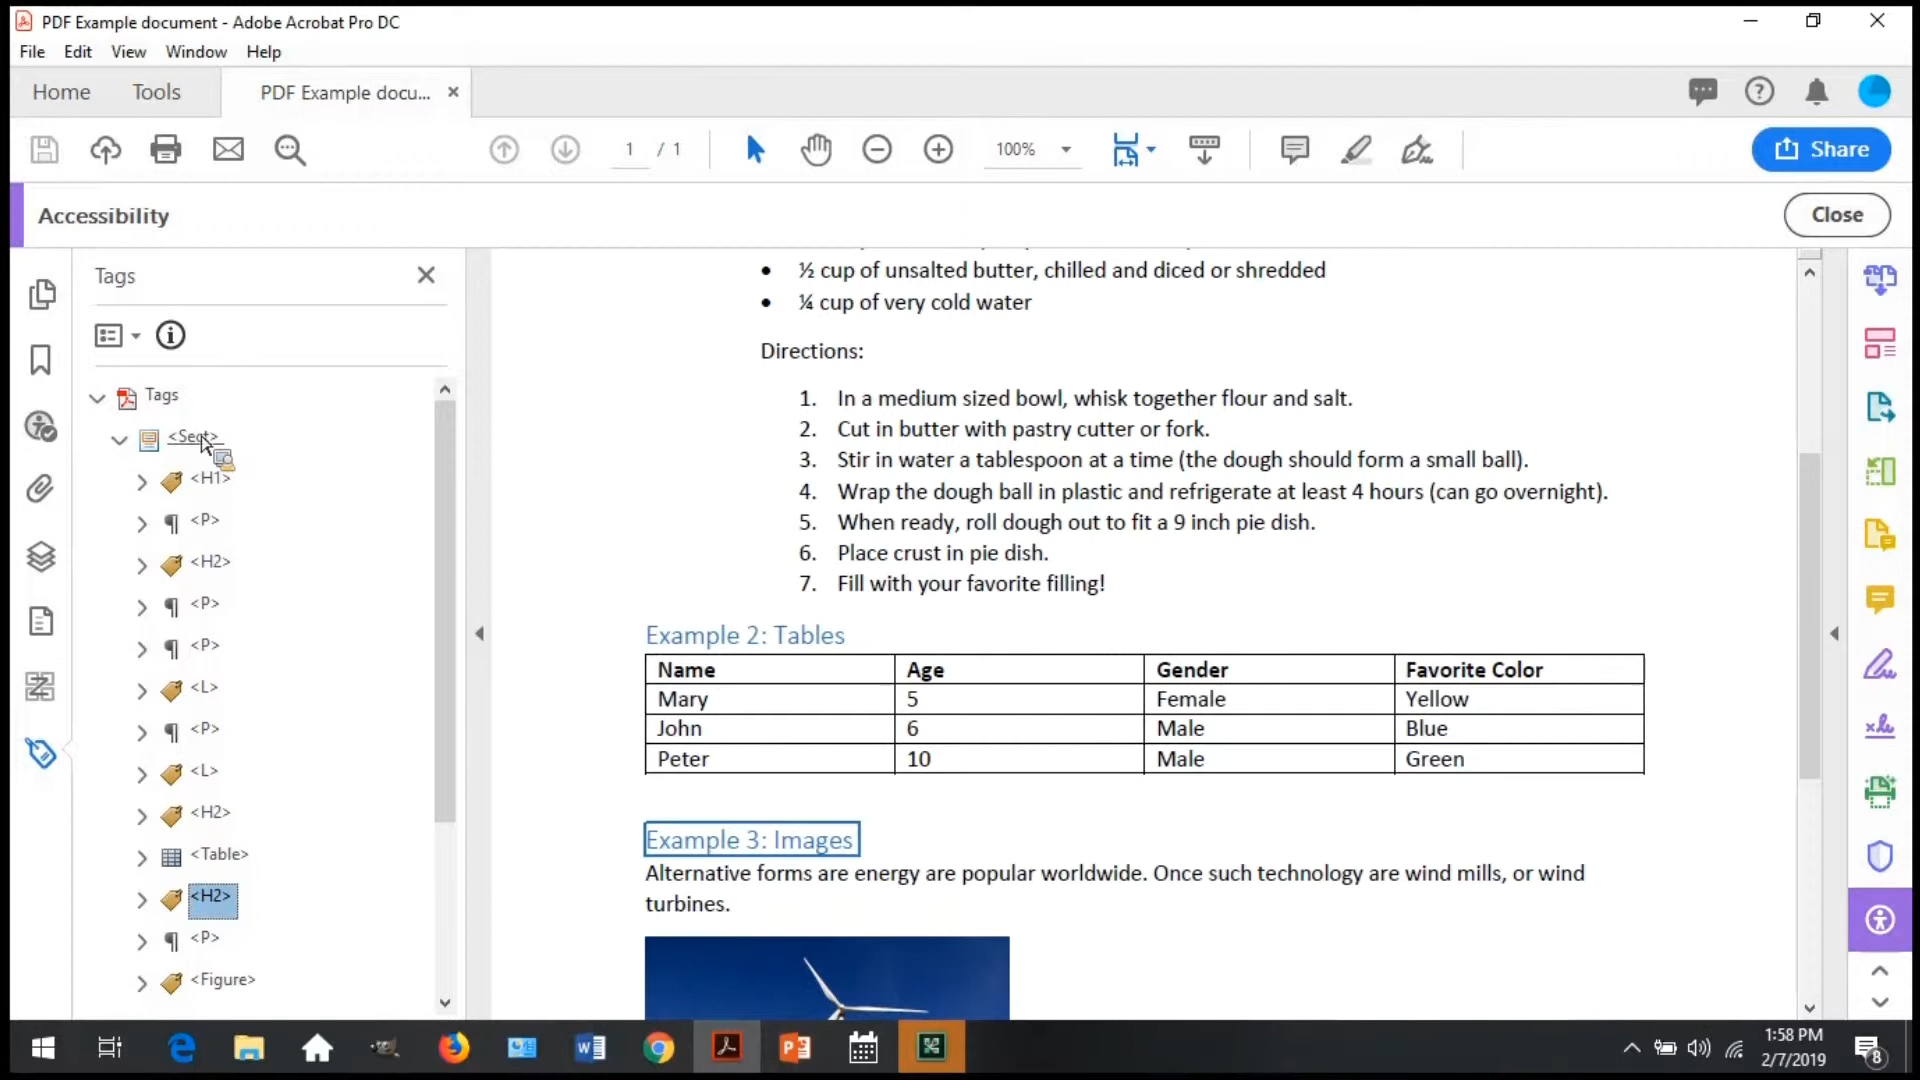 PDF Example document - Adobe Acrobat Pro DC
File Edit View Window Help
Home Tools PDF Example docu...
1 / 1 100% Share
Accessibility Close
Tags
Tags
<Sect>
<H1>
<P>
<H2>
<P>
<P>
<L>
<P>
<L>
<H2>
<Table>
<H2>
<P>
<Figure>
• ½ cup of unsalted butter, chilled and diced or shredded
• ¼ cup of very cold water
Directions:
1. In a medium sized bowl, whisk together flour and salt.
2. Cut in butter with pastry cutter or fork.
3. Stir in water a tablespoon at a time (the dough should form a small ball).
4. Wrap the dough ball in plastic and refrigerate at least 4 hours (can go overnight).
5. When ready, roll dough out to fit a 9 inch pie dish.
6. Place crust in pie dish.
7. Fill with your favorite filling!
Example 2: Tables
Name Age Gender Favorite Color
Mary 5 Female Yellow
John 6 Male Blue
Peter 10 Male Green
Example 3: Images
Alternative forms are energy are popular worldwide. Once such technology are wind mills, or wind
turbines.
1:58 PM
2/7/2019
8